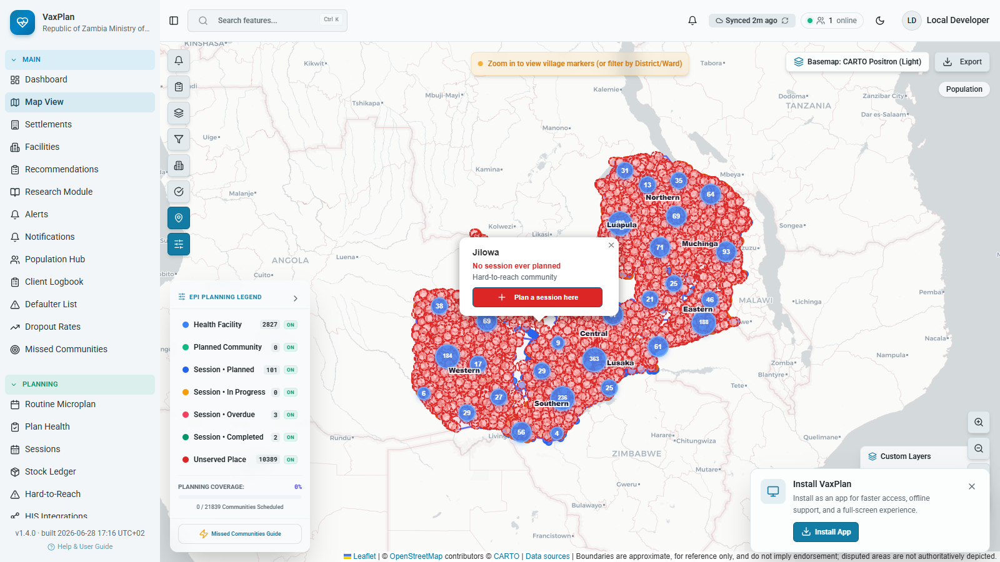 VaxPlan
Republic of Zambia Ministry of...
MAIN
Dashboard
Map View
Settlements
Facilities
Recommendations
Research Module
Alerts
Notifications
Population Hub
Client Logbook
Defaulter List
Dropout Rates
Missed Communities
PLANNING
Routine Microplan
Plan Health
Sessions
Stock Ledger
Hard-to-Reach
HIS Integrations
v1.4.0 · built 2026-06-28 17:16 UTC+02
Help & User Guide
Search features...
Ctrl K
Synced 2m ago
1 online
LD
Local Developer
Zoom in to view village markers (or filter by District/Ward)
Basemap: CARTO Positron (Light)
Export
Population
KINSHASA
Kikwit
Tshikapa
Mbuji-Mayi
Kalemie
Tabora
Dodoma
TANZANIA
Zanzibar City
Dar es-Salaam
Uíge
Manono
Kamina
Malanje
Mbeya
Kolwezi
Likasi
Songea
ANGOLA
Luena
Cuito
MALAWI
Lichinga
Pemba
Nacala
Nampula
Zomba
Blantyre
Tete
Rundu
Harare
Chitungwiza
Quelimane
ZIMBABWE
Mutare
Gweru
Bulawayo
Francistown
31
13
35
64
Northern
69
Luapula
71
Muchinga
93
25
21
46
Eastern
188
38
69
Central
9
61
184
17
Western
363
Lusaka
29
6
27
236
25
Southern
29
56
4
Jilowa
No session ever planned
Hard-to-reach community
Plan a session here
EPI PLANNING LEGEND
Health Facility 2827 ON
Planned Community 0 ON
Session • Planned 101 ON
Session • In Progress 0 ON
Session • Overdue 3 ON
Session • Completed 2 ON
Unserved Place 10389 ON
PLANNING COVERAGE: 0%
0 / 21839 Communities Scheduled
Missed Communities Guide
Custom Layers
Install VaxPlan
Install as an app for faster access, offline
support, and a full-screen experience.
Install App
Leaflet | © OpenStreetMap contributors © CARTO | Data sources | Boundaries are approximate, for reference only, and do not imply endorsement; disputed areas are not authoritatively depicted.